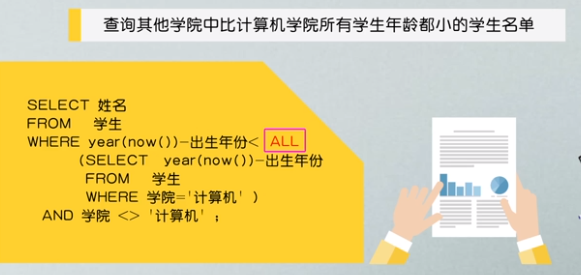 查询其他学院中比计算机学院所有学生年龄都小的学生名单
SELECT 姓名
FROM 学生
WHERE year(now())-出生年份< ALL
(SELECT year(now())-出生年份
FROM 学生
WHERE 学院='计算机' )
AND 学院 <> '计算机' ;